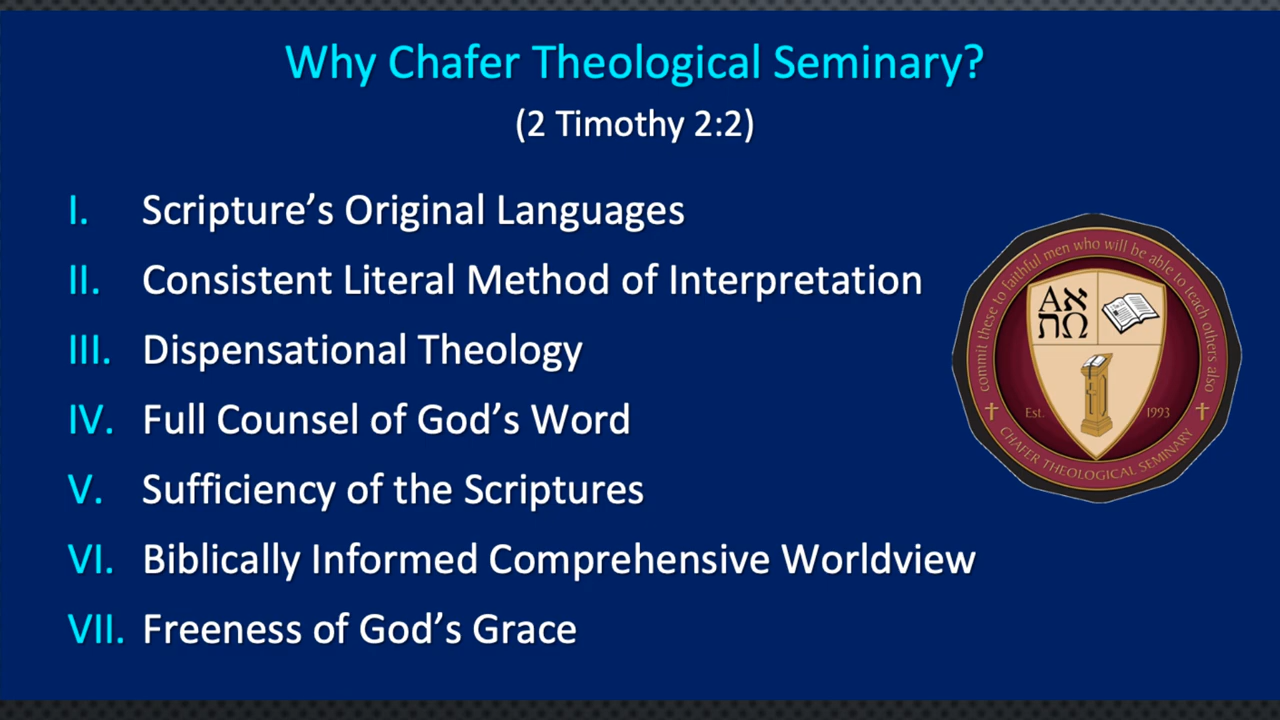 Why Chafer Theological Seminary?
(2 Timothy 2:2)
I. Scripture’s Original Languages
II. Consistent Literal Method of Interpretation
III. Dispensational Theology
IV. Full Counsel of God’s Word
V. Sufficiency of the Scriptures
VI. Biblically Informed Comprehensive Worldview
VII. Freeness of God’s Grace
commit these to faithful men who will be able to teach others also
Αא
תΩ
Est. 1993
CHAFER THEOLOGICAL SEMINARY